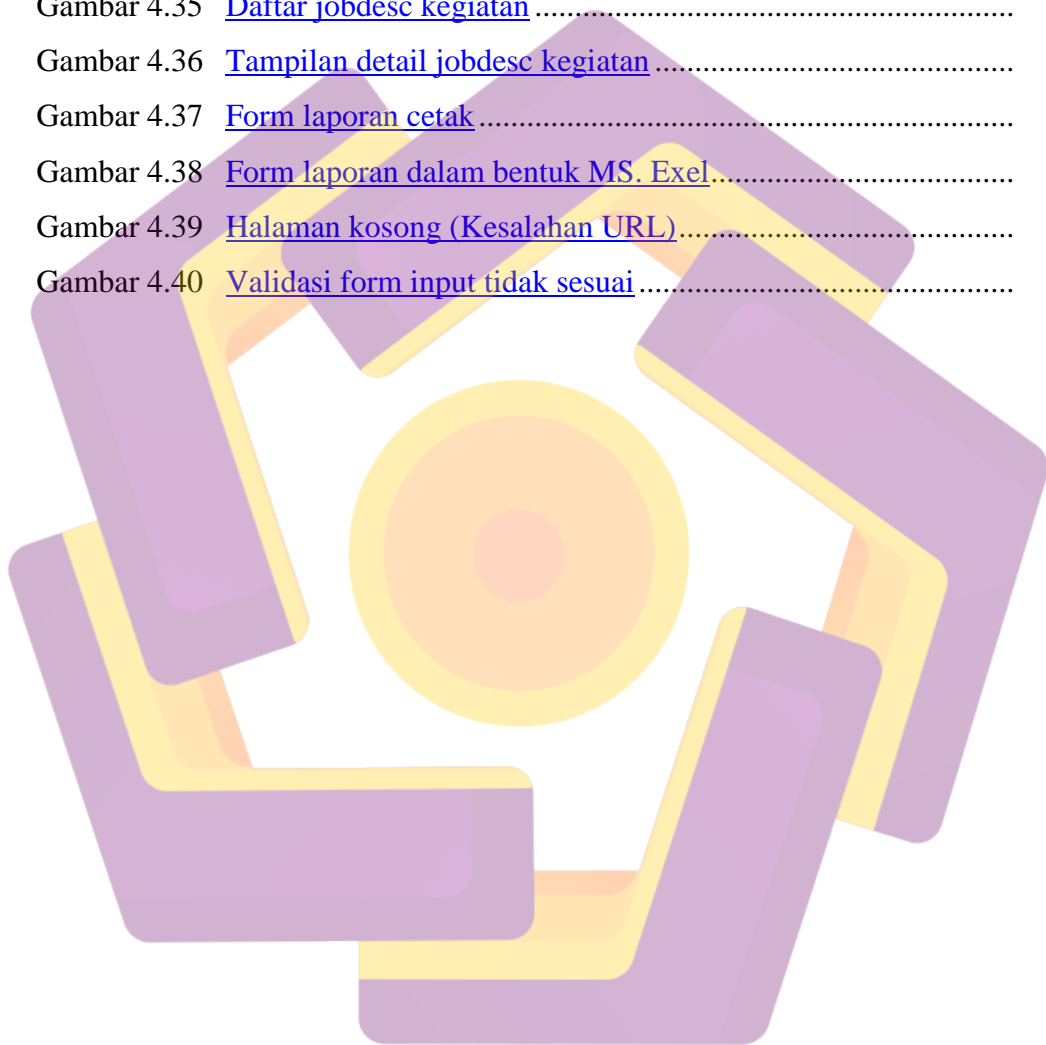 Gambar 4.35 Daftar jobdesc kegiatan ............................................................
Gambar 4.36 Tampilan detail jobdesc kegiatan .............................................
Gambar 4.37 Form laporan cetak ...................................................................
Gambar 4.38 Form laporan dalam bentuk MS. Exel......................................
Gambar 4.39 Halaman kosong (Kesalahan URL)..........................................
Gambar 4.40 Validasi form input tidak sesuai ...............................................